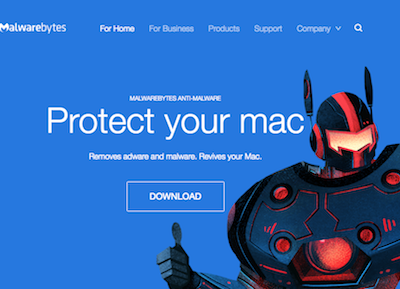 Malwarebytes
For Home
For Business
Products
Support
Company
MALWAREBYTES ANTI-MALWARE
Protect your mac
Removes adware and malware. Revives your Mac.
DOWNLOAD